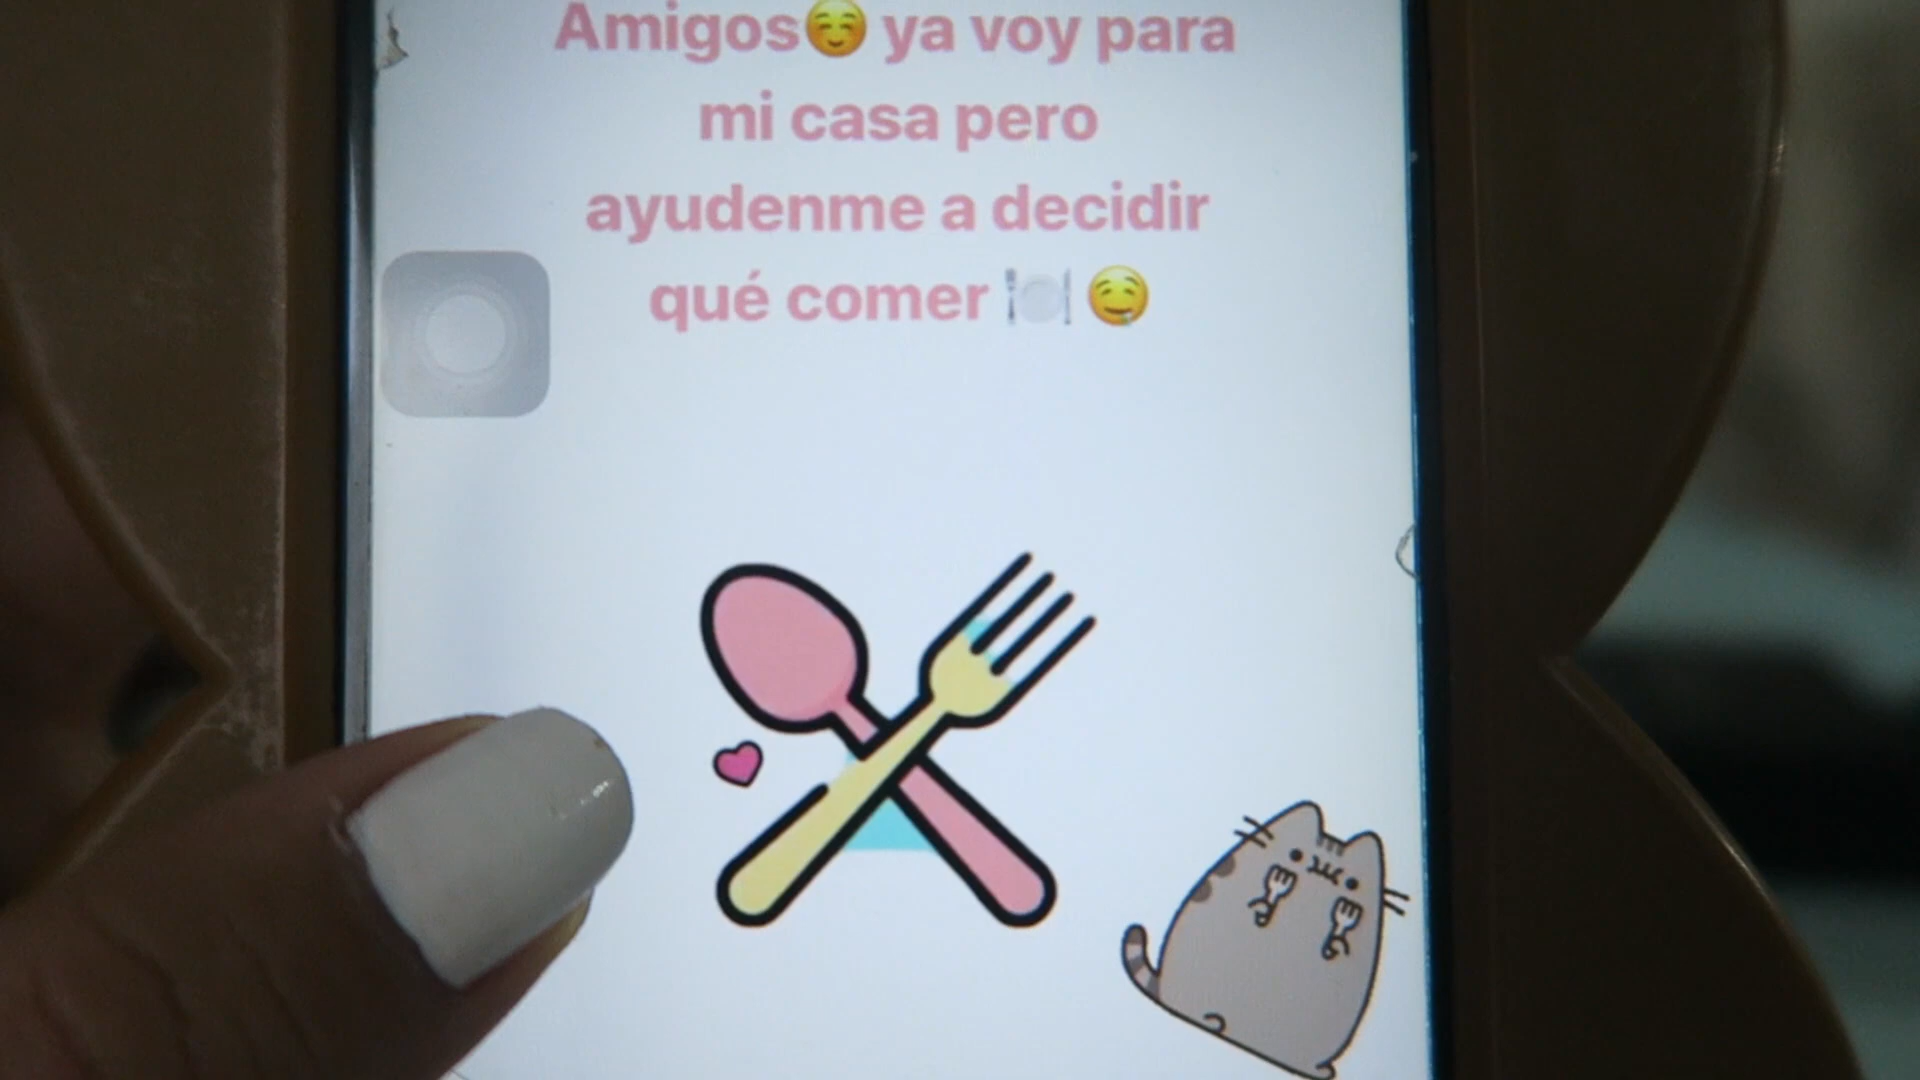 Amigos☺️ ya voy para
mi casa pero
ayudenme a decidir
qué comer 🍽️ 🤤